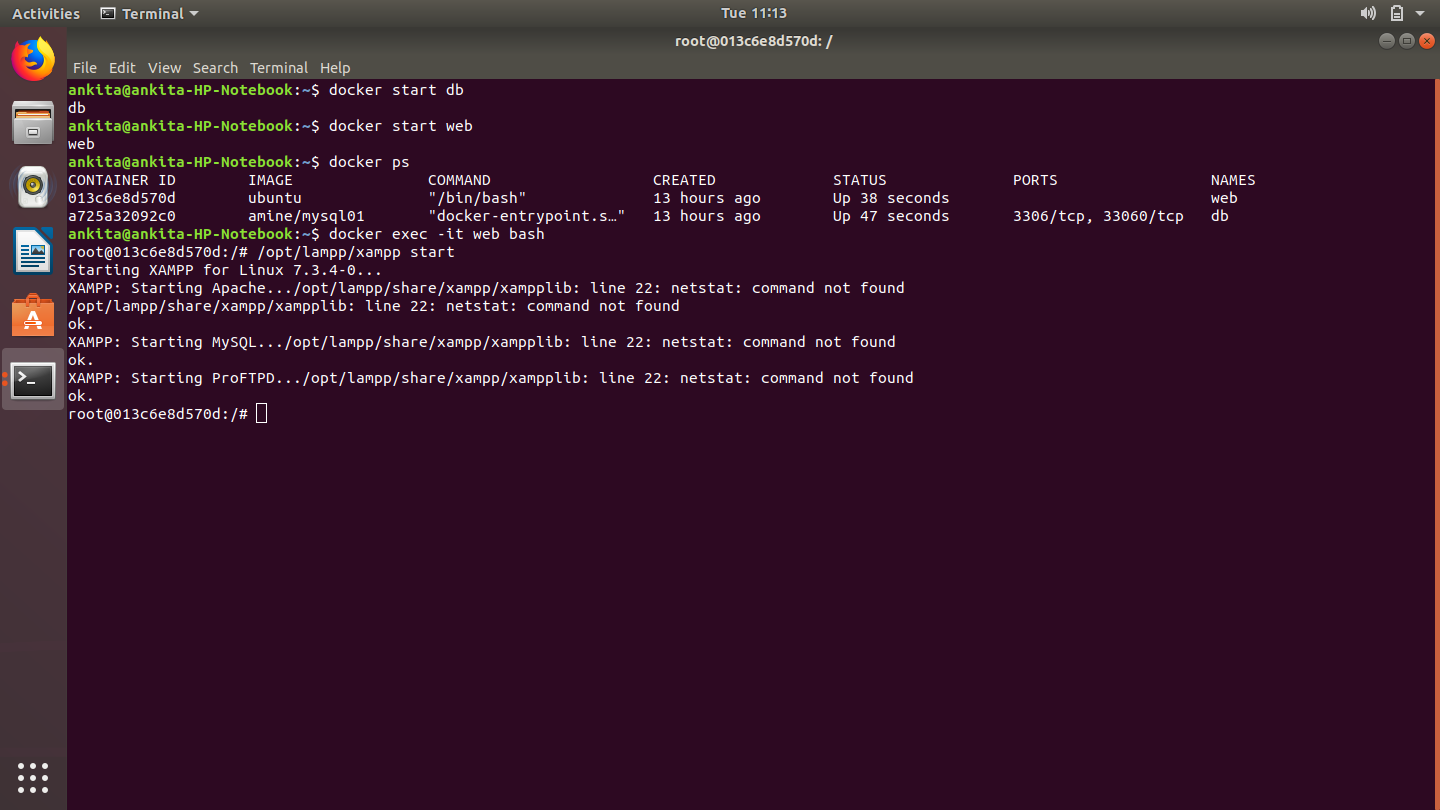 Activities Terminal Tue 11:13
root@013c6e8d570d: /
File Edit View Search Terminal Help
ankita@ankita-HP-Notebook:~$ docker start db
db
ankita@ankita-HP-Notebook:~$ docker start web
web
ankita@ankita-HP-Notebook:~$ docker ps
CONTAINER ID        IMAGE               COMMAND                  CREATED             STATUS              PORTS                 NAMES
013c6e8d570d        ubuntu              "/bin/bash"              13 hours ago        Up 38 seconds                             web
a725a32092c0        amine/mysql01       "docker-entrypoint.s…"   13 hours ago        Up 47 seconds       3306/tcp, 33060/tcp   db
ankita@ankita-HP-Notebook:~$ docker exec -it web bash
root@013c6e8d570d:/# /opt/lampp/xampp start
Starting XAMPP for Linux 7.3.4-0...
XAMPP: Starting Apache.../opt/lampp/share/xampp/xampplib: line 22: netstat: command not found
/opt/lampp/share/xampp/xampplib: line 22: netstat: command not found
ok.
XAMPP: Starting MySQL.../opt/lampp/share/xampp/xampplib: line 22: netstat: command not found
ok.
XAMPP: Starting ProFTPD.../opt/lampp/share/xampp/xampplib: line 22: netstat: command not found
ok.
root@013c6e8d570d:/#